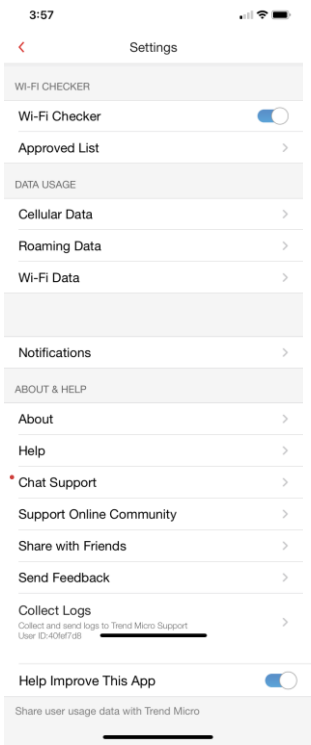 3:57
Settings
WI-FI CHECKER
Wi-Fi Checker
Approved List
DATA USAGE
Cellular Data
Roaming Data
Wi-Fi Data
Notifications
ABOUT & HELP
About
Help
Chat Support
Support Online Community
Share with Friends
Send Feedback
Collect Logs
Collect and send logs to Trend Micro Support
User ID:40fef7d8
Help Improve This App
Share user usage data with Trend Micro